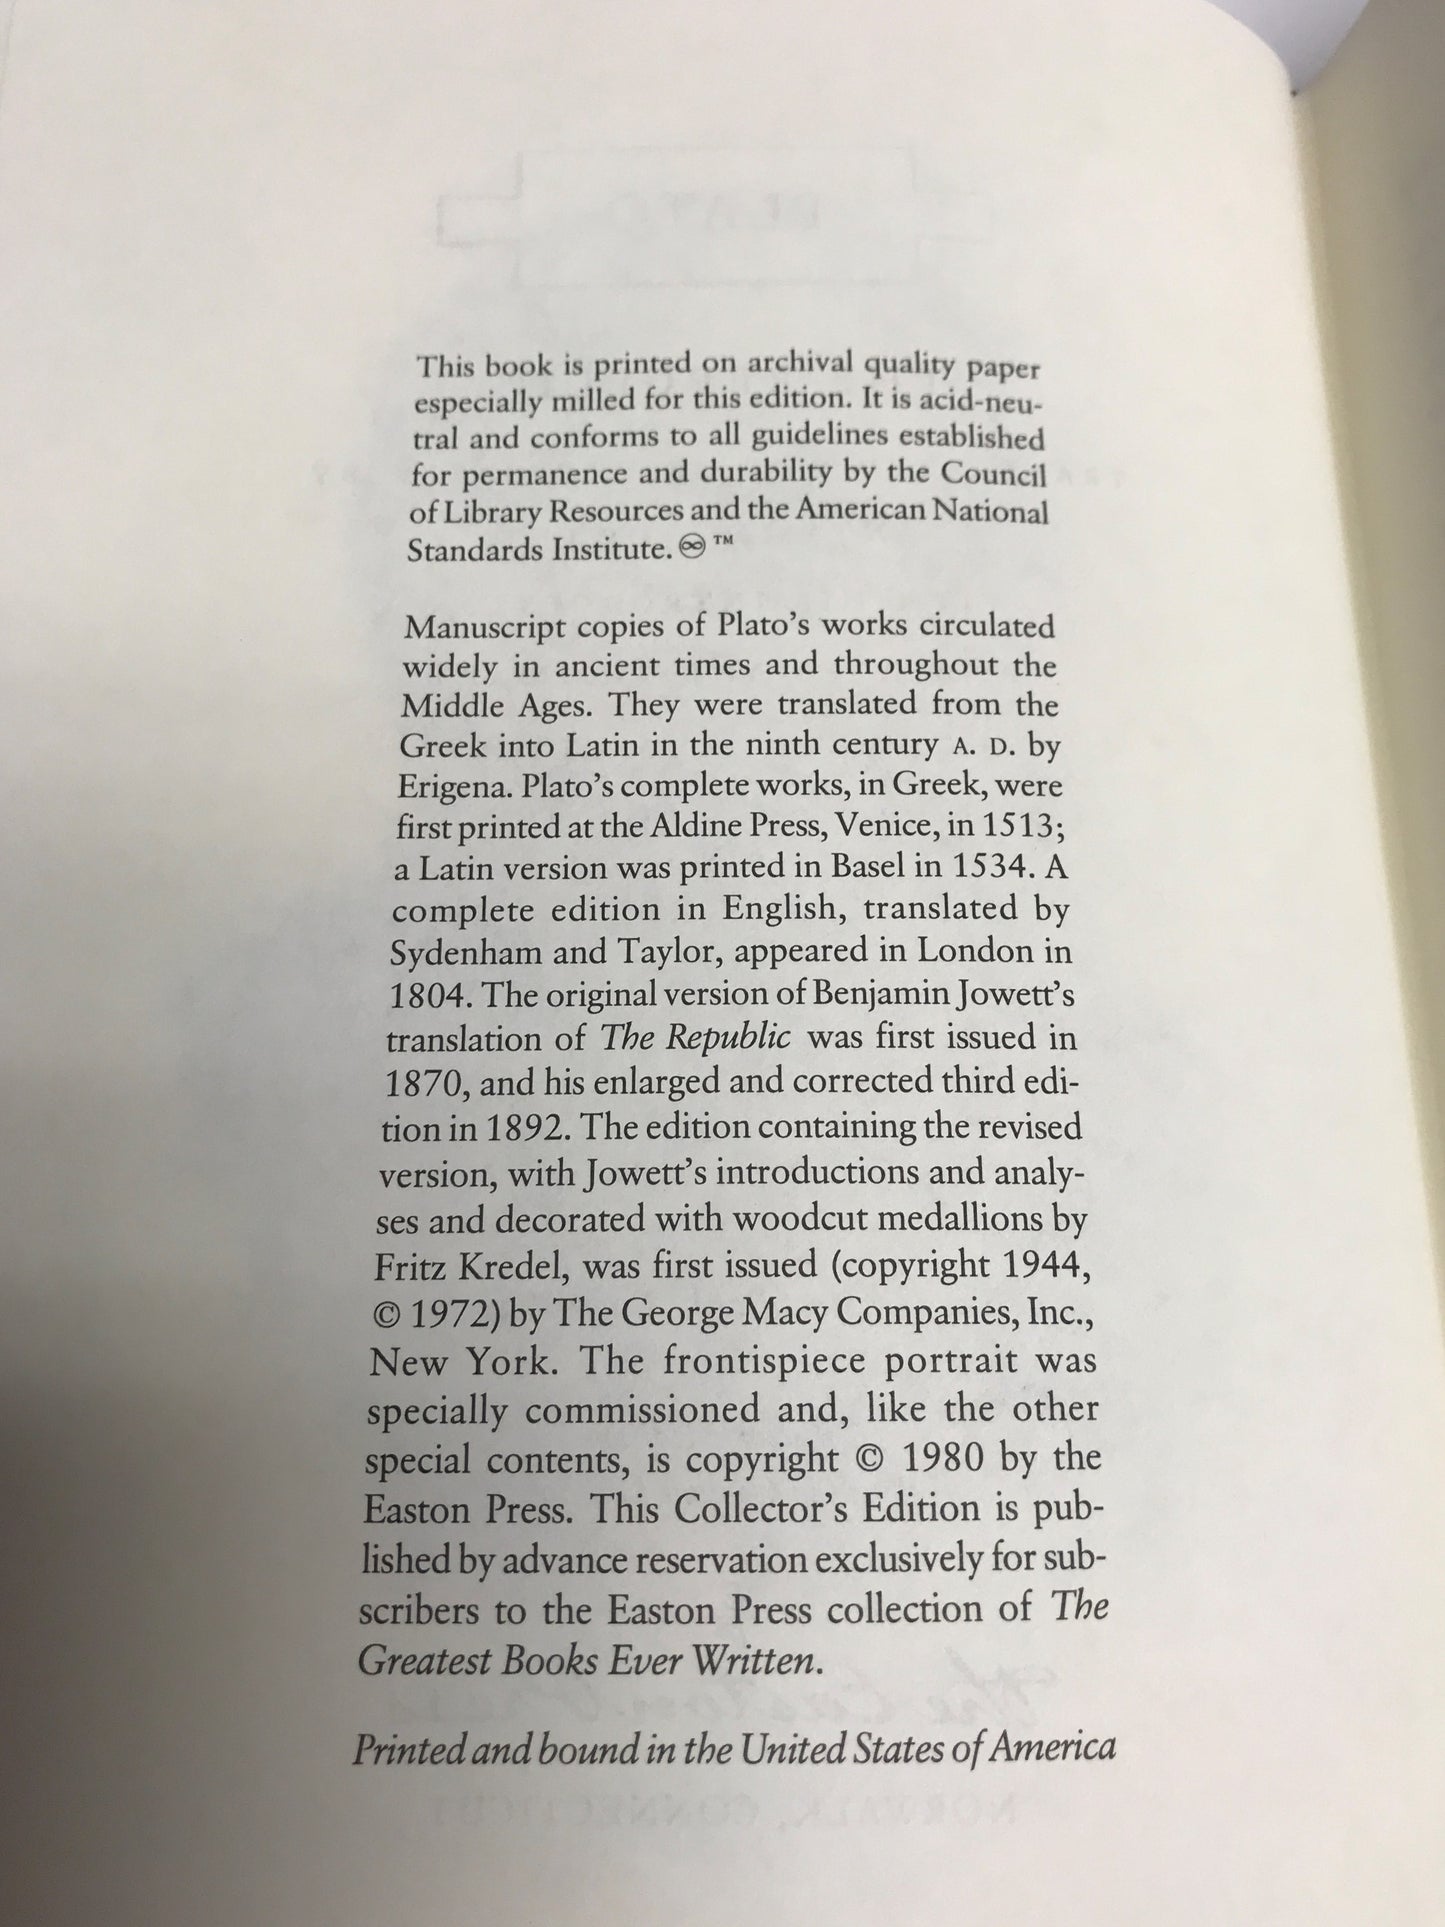 This book is printed on archival quality paper
especially milled for this edition. It is acid-neu-
tral and conforms to all guidelines established
for permanence and durability by the Council
of Library Resources and the American National
Standards Institute. ♾ ™
Manuscript copies of Plato’s works circulated
widely in ancient times and throughout the
Middle Ages. They were translated from the
Greek into Latin in the ninth century A. D. by
Erigena. Plato’s complete works, in Greek, were
first printed at the Aldine Press, Venice, in 1513;
a Latin version was printed in Basel in 1534. A
complete edition in English, translated by
Sydenham and Taylor, appeared in London in
1804. The original version of Benjamin Jowett’s
translation of The Republic was first issued in
1870, and his enlarged and corrected third edi-
tion in 1892. The edition containing the revised
version, with Jowett’s introductions and analy-
ses and decorated with woodcut medallions by
Fritz Kredel, was first issued (copyright 1944,
© 1972) by The George Macy Companies, Inc.,
New York. The frontispiece portrait was
specially commissioned and, like the other
special contents, is copyright © 1980 by the
Easton Press. This Collector’s Edition is pub-
lished by advance reservation exclusively for sub-
scribers to the Easton Press collection of The
Greatest Books Ever Written.
Printed and bound in the United States of America